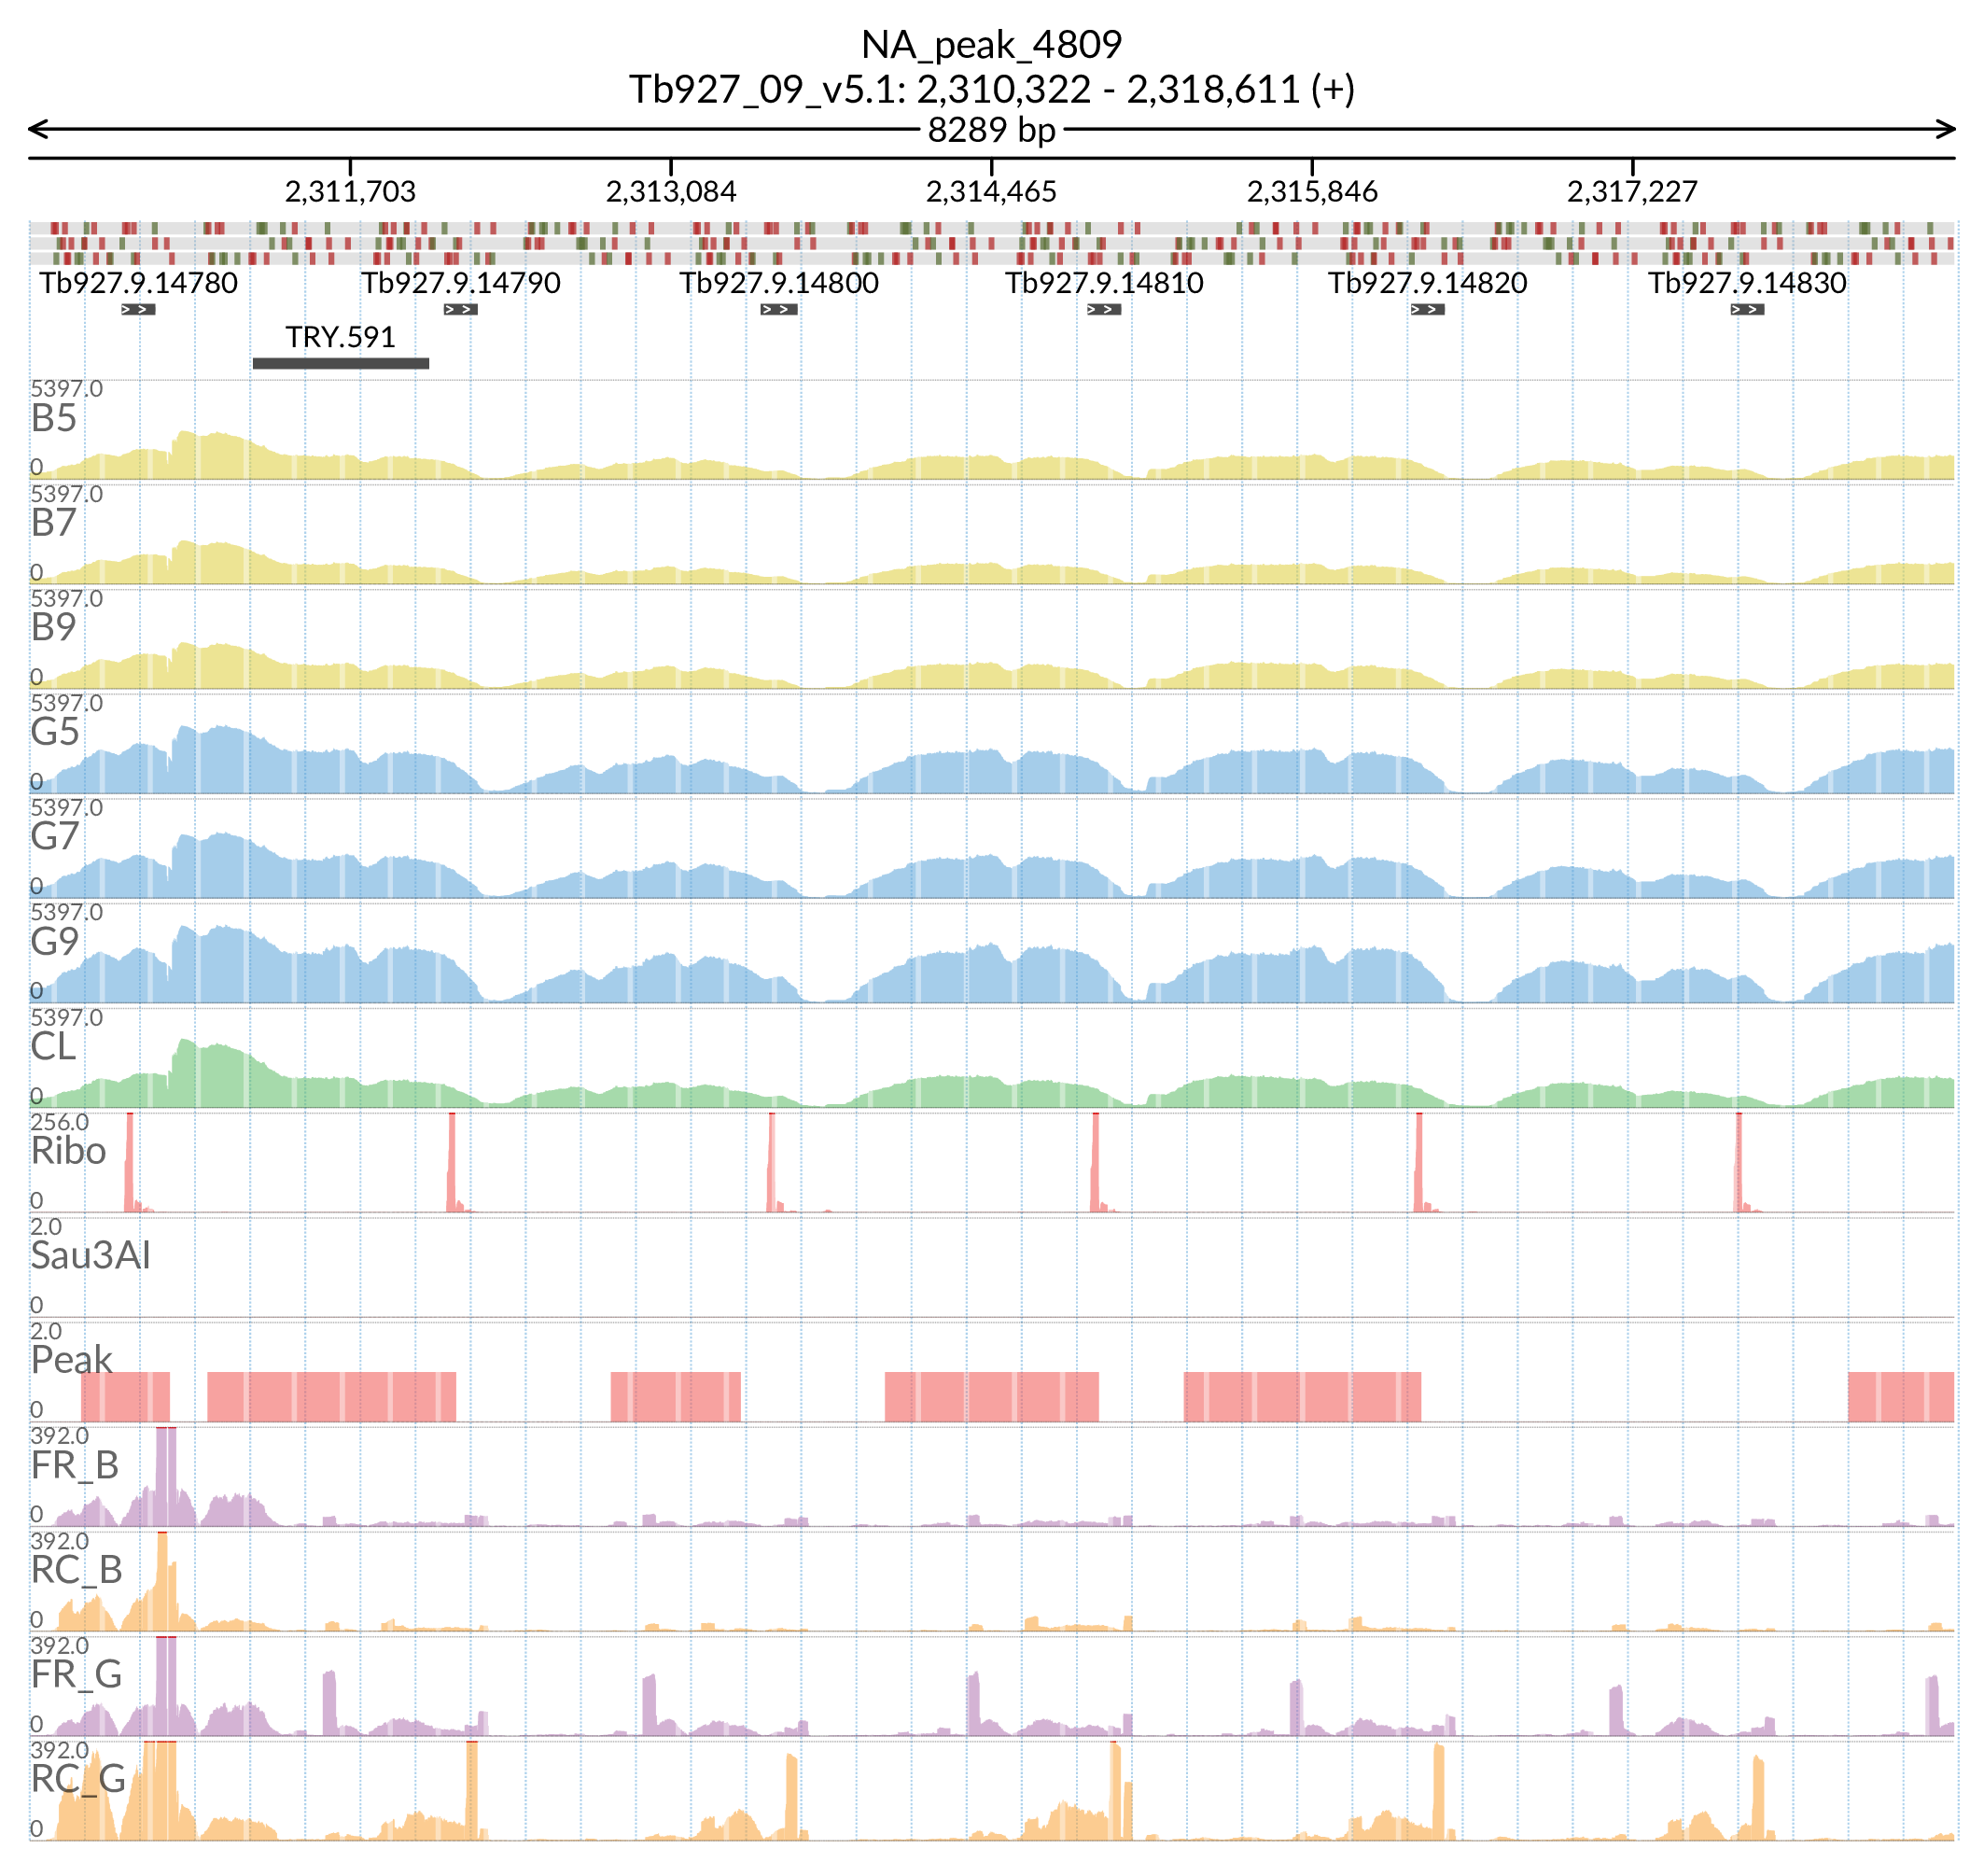 NA_peak_4809
Tb927_09_v5.1: 2,310,322 - 2,318,611 (+)
8289 bp
2,311,703 2,313,084 2,314,465 2,315,846 2,317,227
Tb927.9.14780 Tb927.9.14790 Tb927.9.14800 Tb927.9.14810 Tb927.9.14820 Tb927.9.14830
TRY.591
5397.0
B5
0
5397.0
B7
0
5397.0
B9
0
5397.0
G5
0
5397.0
G7
0
5397.0
G9
0
5397.0
CL
0
256.0
Ribo
0
2.0
Sau3AI
0
2.0
Peak
0
392.0
FR_B
0
392.0
RC_B
0
392.0
FR_G
0
392.0
RC_G
0